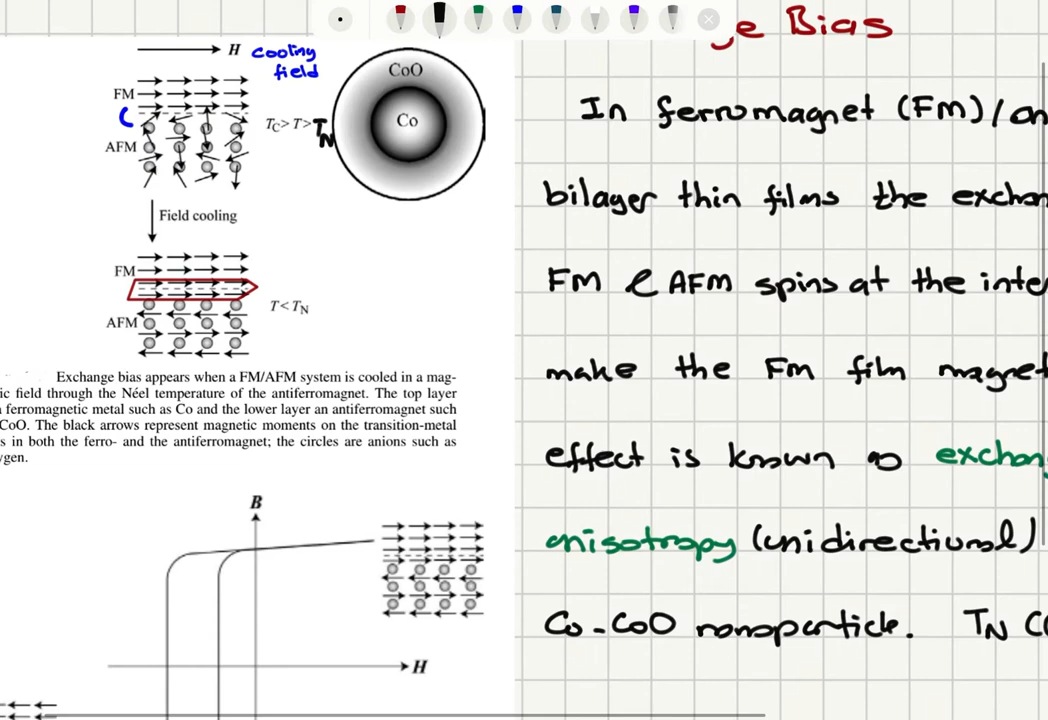 H cooling
field
FM
AFM
TC > T > TN
Field cooling
FM
AFM
T < TN
CoO
Co
Exchange bias appears when a FM/AFM system is cooled in a mag-
ic field through the Néel temperature of the antiferromagnet. The top layer
ferromagnetic metal such as Co and the lower layer an antiferromagnet such
CoO. The black arrows represent magnetic moments on the transition-metal
s in both the ferro- and the antiferromagnet; the circles are anions such as
ygen.
B
H
e Bias
In ferromagnet (FM)/an
bilayer thin films the exchan
FM & AFM spins at the inte
make the FM film magnet
effect is known as exchan
anisotropy (unidirectional)
Co-CoO nanoparticle. TN C